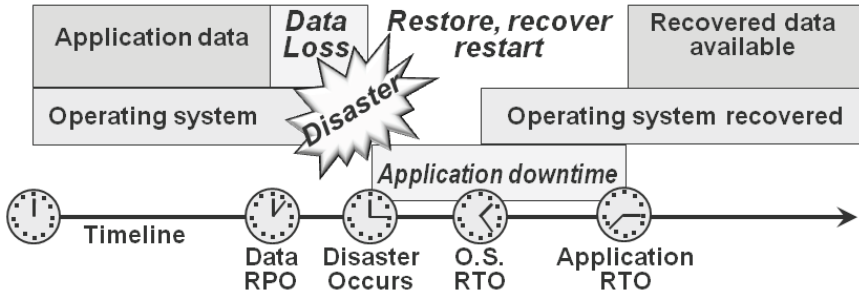 Application data
Data
Loss
Restore, recover
restart
Recovered data
available
Operating system
Disaster
Operating system recovered
Application downtime
Timeline
Data
RPO
Disaster
Occurs
O.S.
RTO
Application
RTO